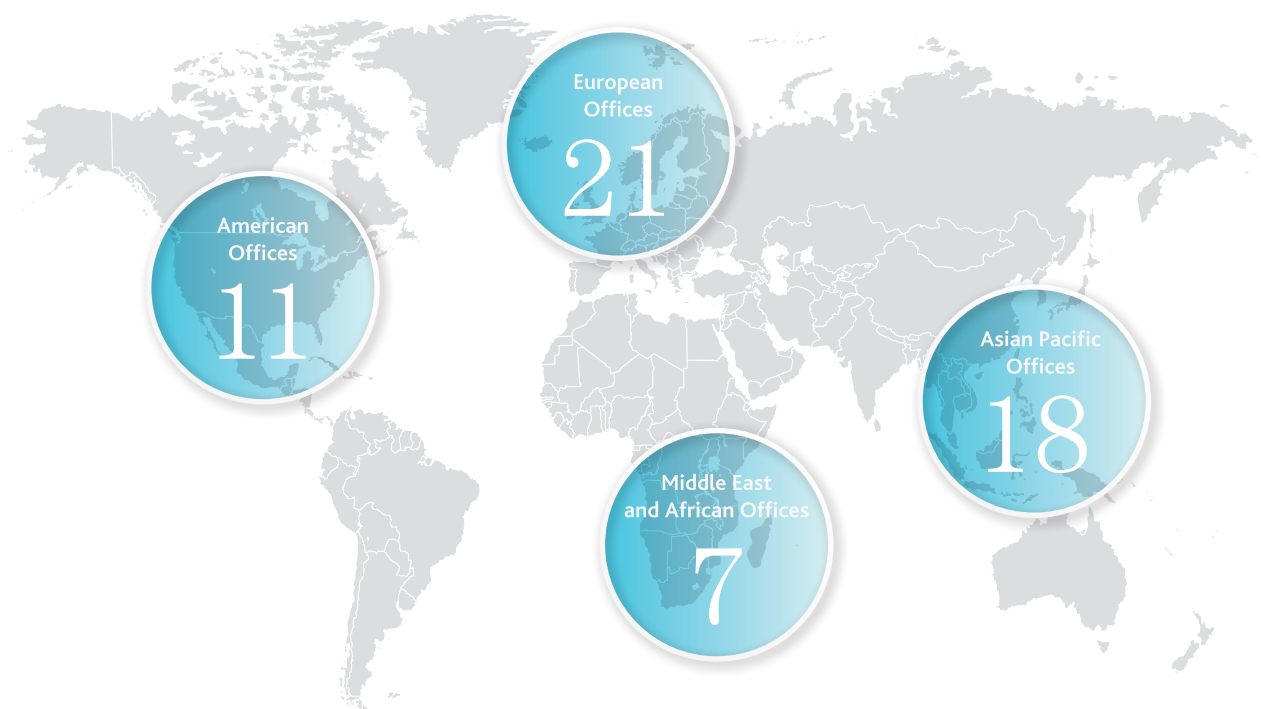 European
Offices
21
American
Offices
11
Asian Pacific
Offices
18
Middle East
and African Offices
7